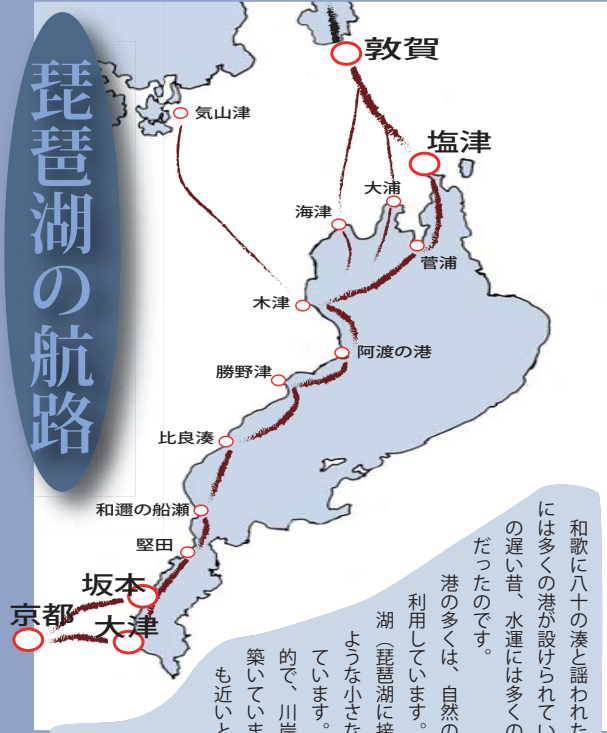 琵琶湖の航路
敦賀
気山津
塩津
大浦
海津
菅浦
木津
阿渡の港
勝野津
比良湊
和邇の船瀬
堅田
坂本
京都
大津
和歌に八十の湊と謡われた
には多くの港が設けられてい
の遅い昔、水運には多くの
だったのです。
港の多くは、自然の
利用しています。
湖（琵琶湖に接
ような小さな
ています。
的で、川岸
築いていま
も近いと